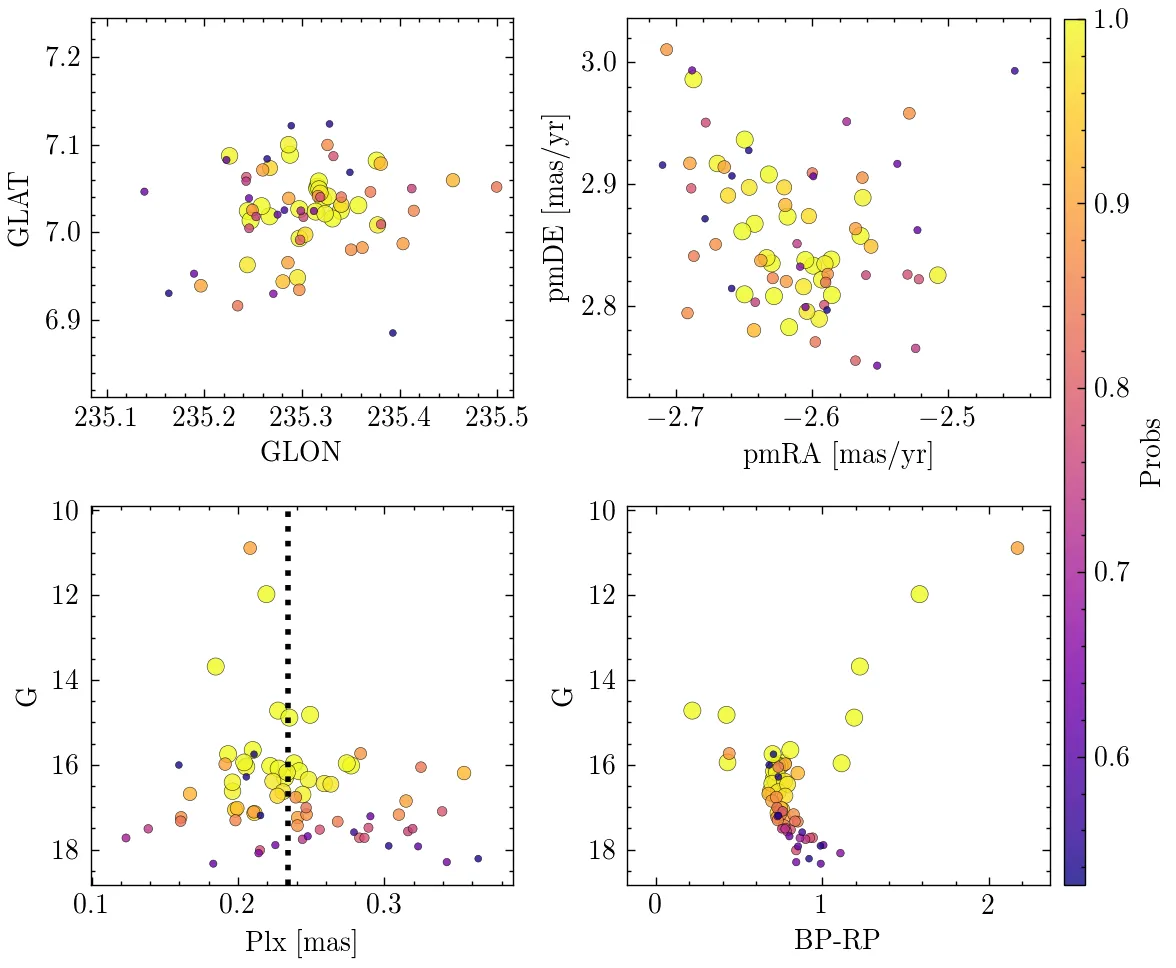 7.2
7.1
7.0
6.9
GLAT
235.1 235.2 235.3 235.4 235.5
GLON
3.0
2.9
2.8
pmDE [mas/yr]
−2.7 −2.6 −2.5
pmRA [mas/yr]
10
12
14
16
18
G
0.1 0.2 0.3
Plx [mas]
10
12
14
16
18
G
0 1 2
BP-RP
1.0
0.9
0.8
0.7
0.6
Probs